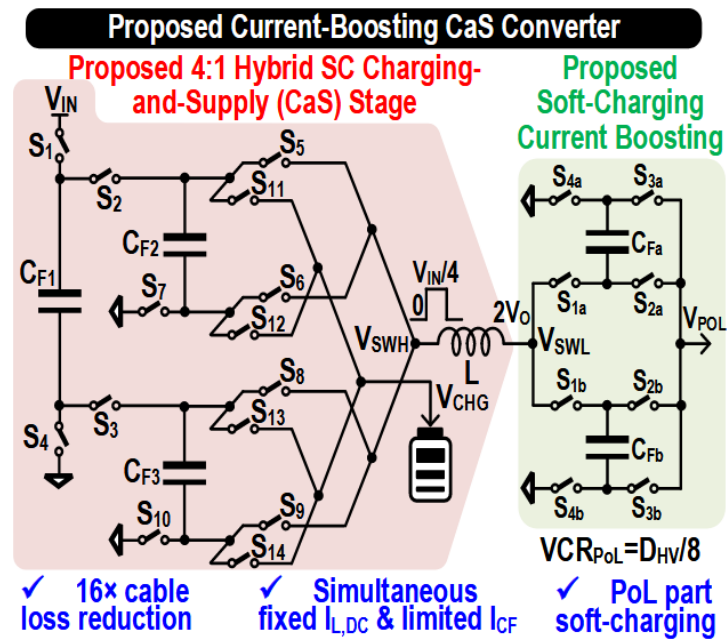 Proposed Current-Boosting CaS Converter
Proposed 4:1 Hybrid SC Charging-
and-Supply (CaS) Stage
Proposed
Soft-Charging
Current Boosting
VIN
S1
S2
S5
S11
CF1
CF2
S7
S6
S12
S4
S3
S8
S13
CF3
S10
S9
S14
VIN/4
0
2VO
VSWH
L
VSWL
VCHG
S4a
S3a
CFa
S1a
S2a
VPOL
S1b
S2b
CFb
S4b
S3b
VCRPoL=DHV/8
✓ 16× cable
loss reduction
✓ Simultaneous
fixed IL,DC & limited ICF
✓ PoL part
soft-charging